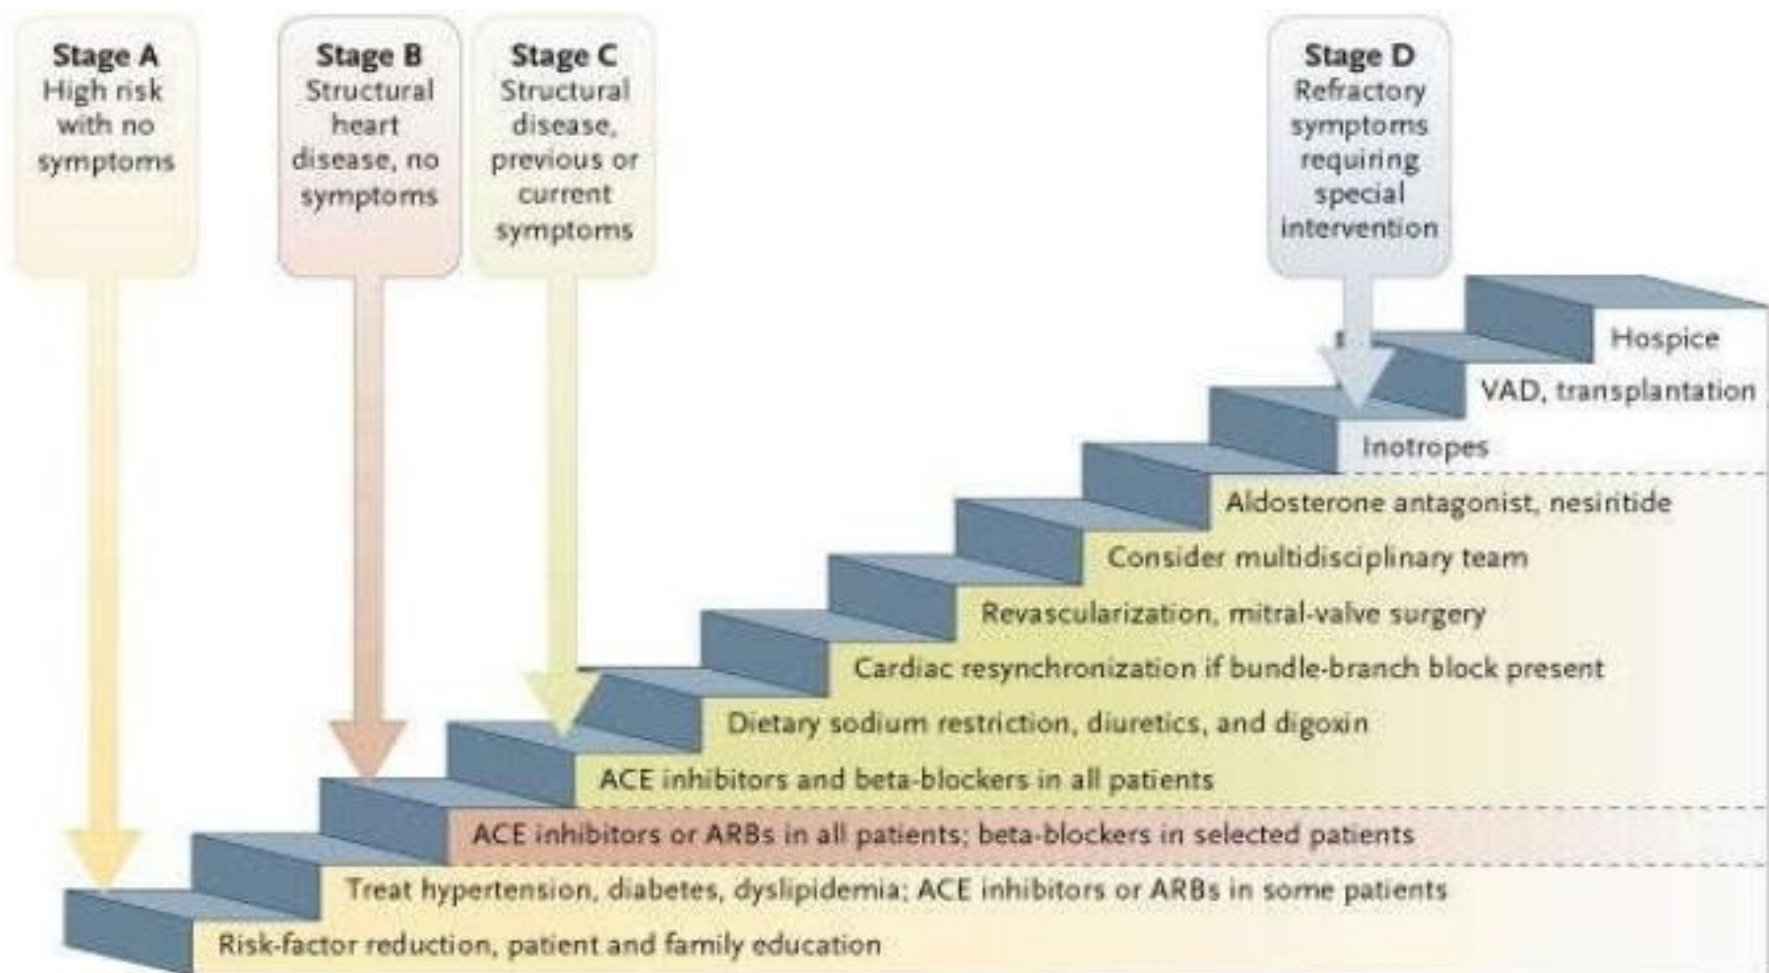 Stage A
High risk
with no
symptoms
Stage B
Structural
heart
disease, no
symptoms
Stage C
Structural
disease,
previous or
current
symptoms
Stage D
Refractory
symptoms
requiring
special
intervention
Hospice
VAD, transplantation
Inotropes
Aldosterone antagonist, nesiritide
Consider multidisciplinary team
Revascularization, mitral-valve surgery
Cardiac resynchronization if bundle-branch block present
Dietary sodium restriction, diuretics, and digoxin
ACE inhibitors and beta-blockers in all patients
ACE inhibitors or ARBs in all patients; beta-blockers in selected patients
Treat hypertension, diabetes, dyslipidemia; ACE inhibitors or ARBs in some patients
Risk-factor reduction, patient and family education